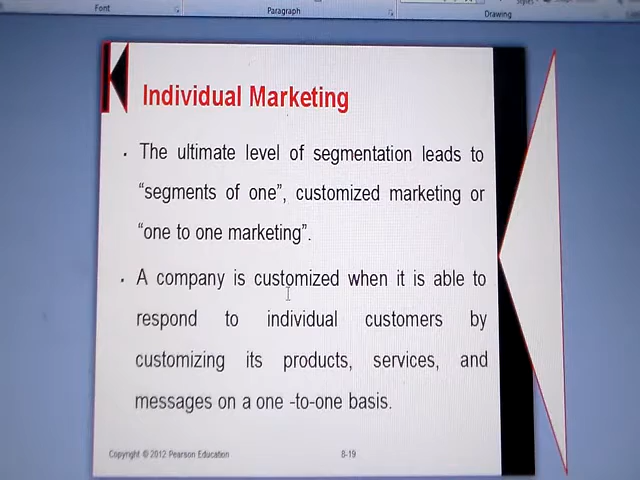 Font
Paragraph
Drawing
Individual Marketing
. The ultimate level of segmentation leads to
“segments of one”, customized marketing or
“one to one marketing”.
. A company is customized when it is able to
respond to individual customers by
customizing its products, services, and
messages on a one -to-one basis.
Copyright © 2012 Pearson Education
8-19